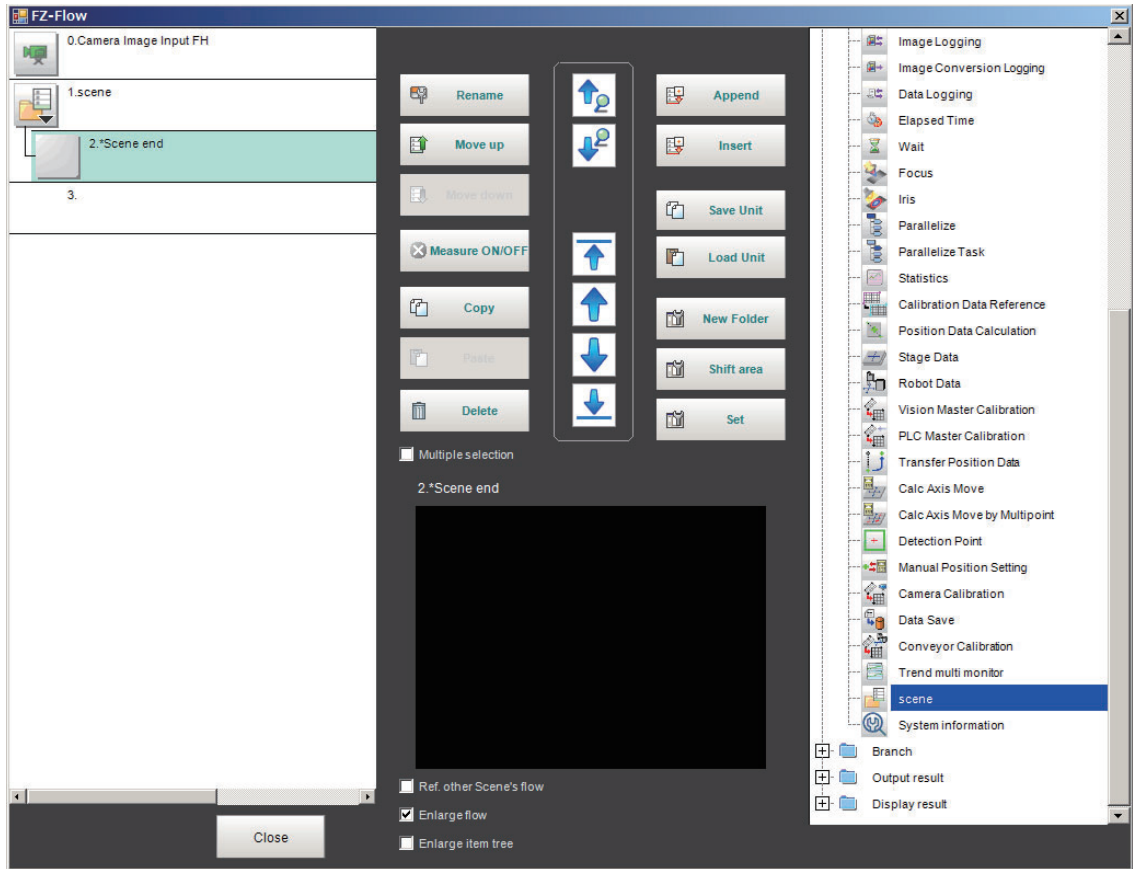 FZ-Flow
0.Camera Image Input FH
1.scene
2.*Scene end
3.
Rename
Move up
Move down
Measure ON/OFF
Copy
Paste
Delete
Append
Insert
Save Unit
Load Unit
New Folder
Shift area
Set
Multiple selection
2.*Scene end
Ref. other Scene's flow
Enlarge flow
Enlarge item tree
Close
Image Logging
Image Conversion Logging
Data Logging
Elapsed Time
Wait
Focus
Iris
Parallelize
Parallelize Task
Statistics
Calibration Data Reference
Position Data Calculation
Stage Data
Robot Data
Vision Master Calibration
PLC Master Calibration
Transfer Position Data
Calc Axis Move
Calc Axis Move by Multipoint
Detection Point
Manual Position Setting
Camera Calibration
Data Save
Conveyor Calibration
Trend multi monitor
scene
System information
Branch
Output result
Display result